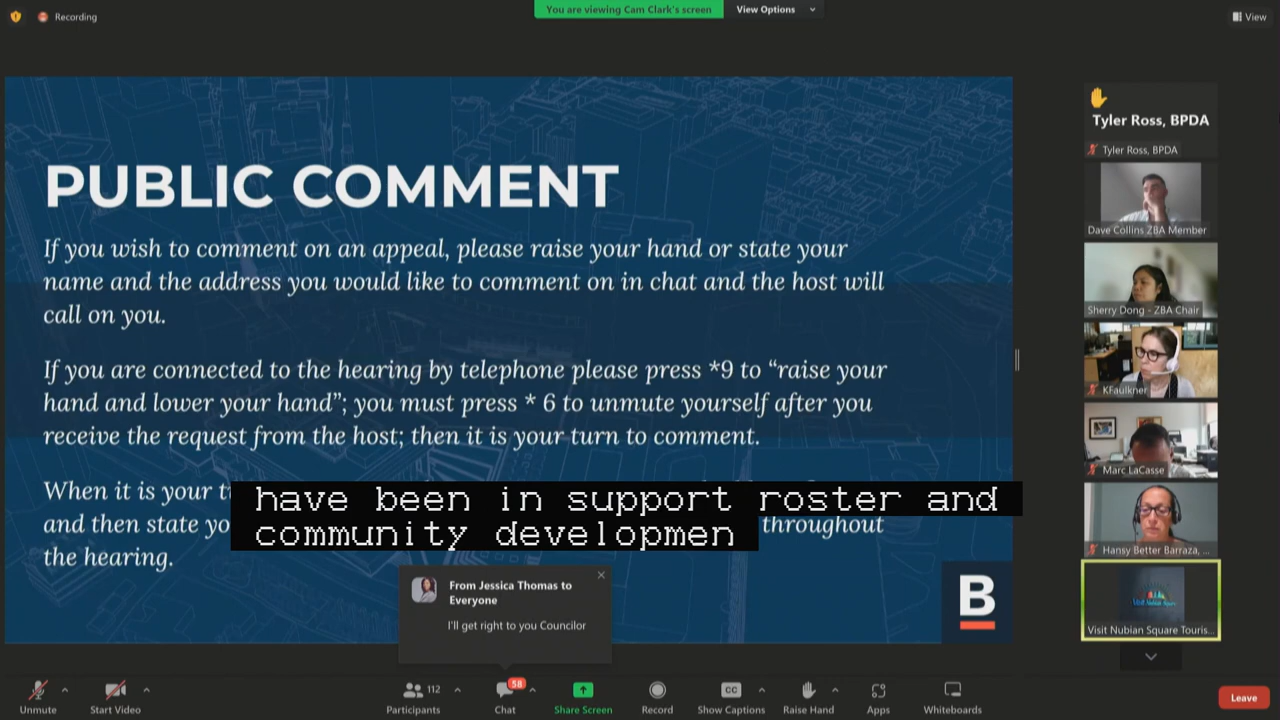 Recording
You are viewing Cam Clark's screen
View Options
View
PUBLIC COMMENT
If you wish to comment on an appeal, please raise your hand or state your
name and the address you would like to comment on in chat and the host will
call on you.
If you are connected to the hearing by telephone please press *9 to “raise your
hand and lower your hand”; you must press * 6 to unmute yourself after you
receive the request from the host; then it is your turn to comment.
When it is your
and then state throughout
the hearing.
have been in support roster and
community developmen
From Jessica Thomas to
Everyone
I'll get right to you Councilor
B
Tyler Ross, BPDA
Tyler Ross, BPDA
Dave Collins ZBA Member
Sherry Dong - ZBA Chair
KFaulkner
Marc LaCasse
Hansy Better Barraza, ...
Visit Nubian Square
Visit Nubian Square Touris...
Unmute
Start Video
112
Participants
58
Chat
Share Screen
Record
CC
Show Captions
Raise Hand
Apps
Whiteboards
Leave